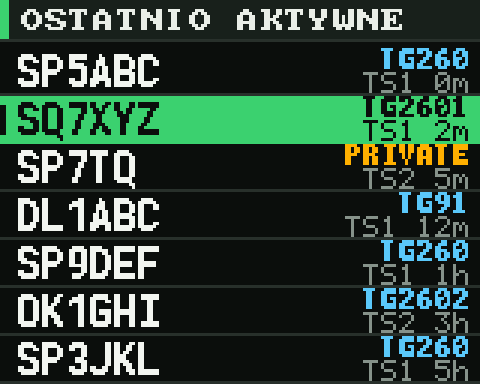 OSTATNIO AKTYWNE
SP5ABC TG260
TS1 0m
SQ7XYZ TG2601
TS1 2m
SP7TQ PRIVATE
TS2 5m
DL1ABC TG91
TS1 12m
SP9DEF TG260
TS1 1h
OK1GHI TG2602
TS2 3h
SP3JKL TG260
TS1 5h